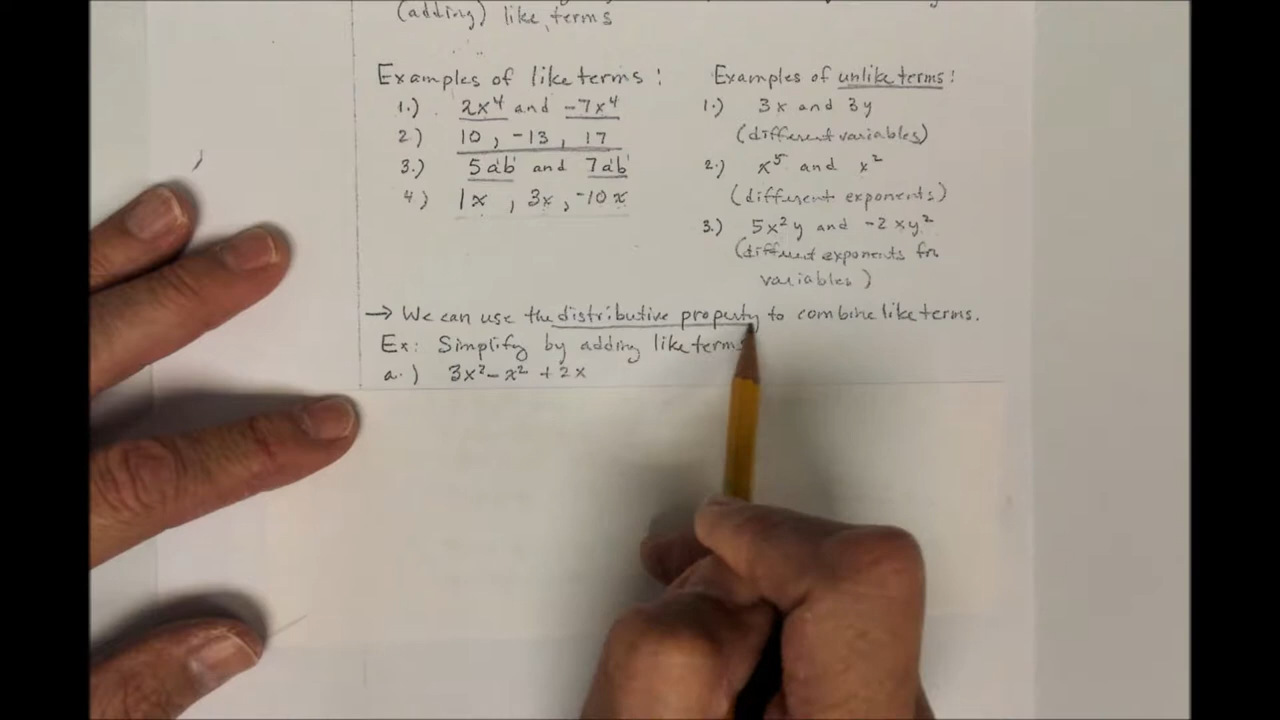 (adding) like terms
Examples of like terms:
1.) 2x⁴ and -7x⁴
2) 10, -13, 17
3.) 5ab and 7ab
4) 1x, 3x, -10x
Examples of unlike terms:
1.) 3x and 3y
(different variables)
2.) x⁵ and x²
(different exponents)
3.) 5x²y and -2xy²
(different exponents
variables)
→ We can use the distributive property to combine like terms.
Ex: Simplify by adding like terms
a.) 3x² - x² + 2x